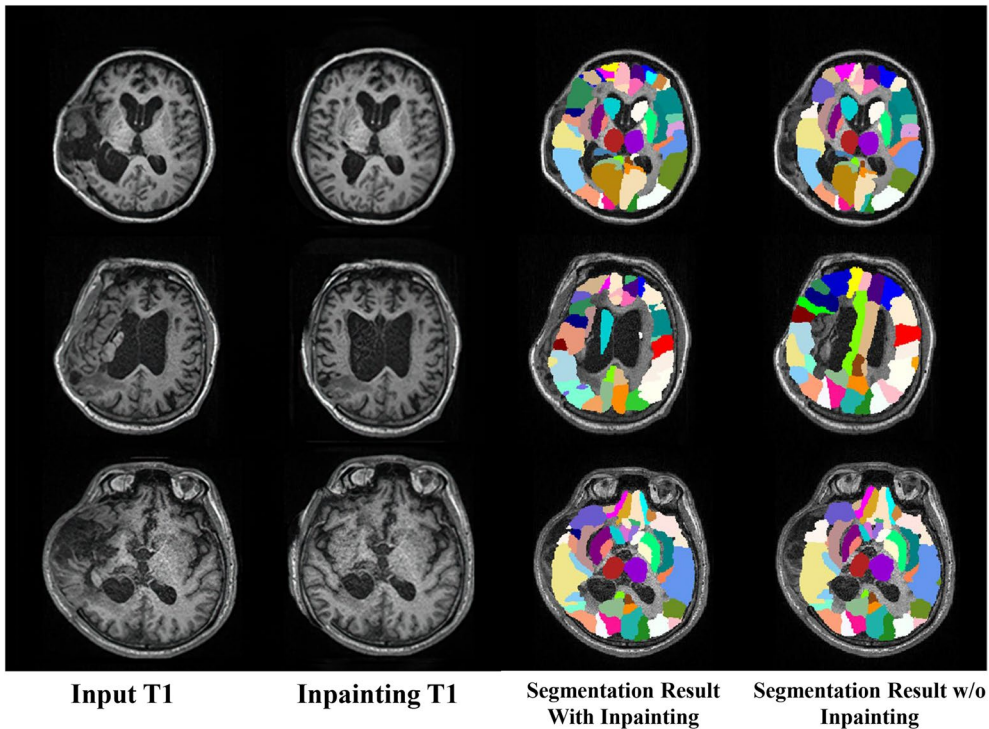 Input T1
Inpainting T1
Segmentation Result
With Inpainting
Segmentation Result w/o
Inpainting